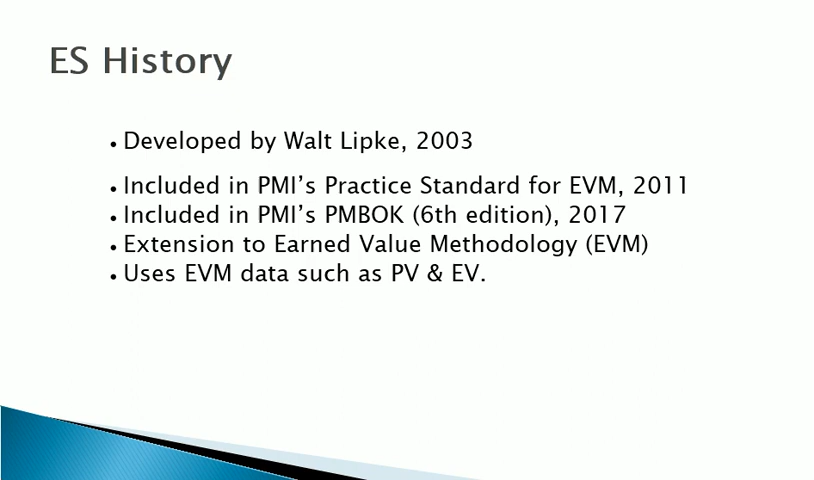 ES History
• Developed by Walt Lipke, 2003
• Included in PMI’s Practice Standard for EVM, 2011
• Included in PMI’s PMBOK (6th edition), 2017
• Extension to Earned Value Methodology (EVM)
• Uses EVM data such as PV & EV.